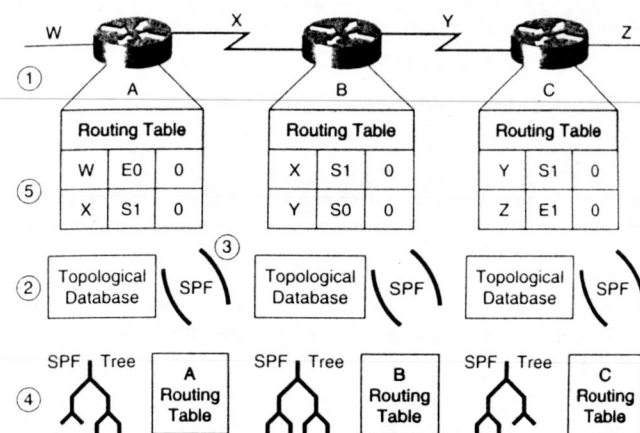 W X Y Z
①
A B C
Routing Table Routing Table Routing Table
W E0 0 X S1 0 Y S1 0
⑤
X S1 0 Y S0 0 Z E1 0
③
② Topological Database SPF Topological Database SPF Topological Database SPF
SPF Tree A Routing Table SPF Tree B Routing Table SPF Tree C Routing Table
④